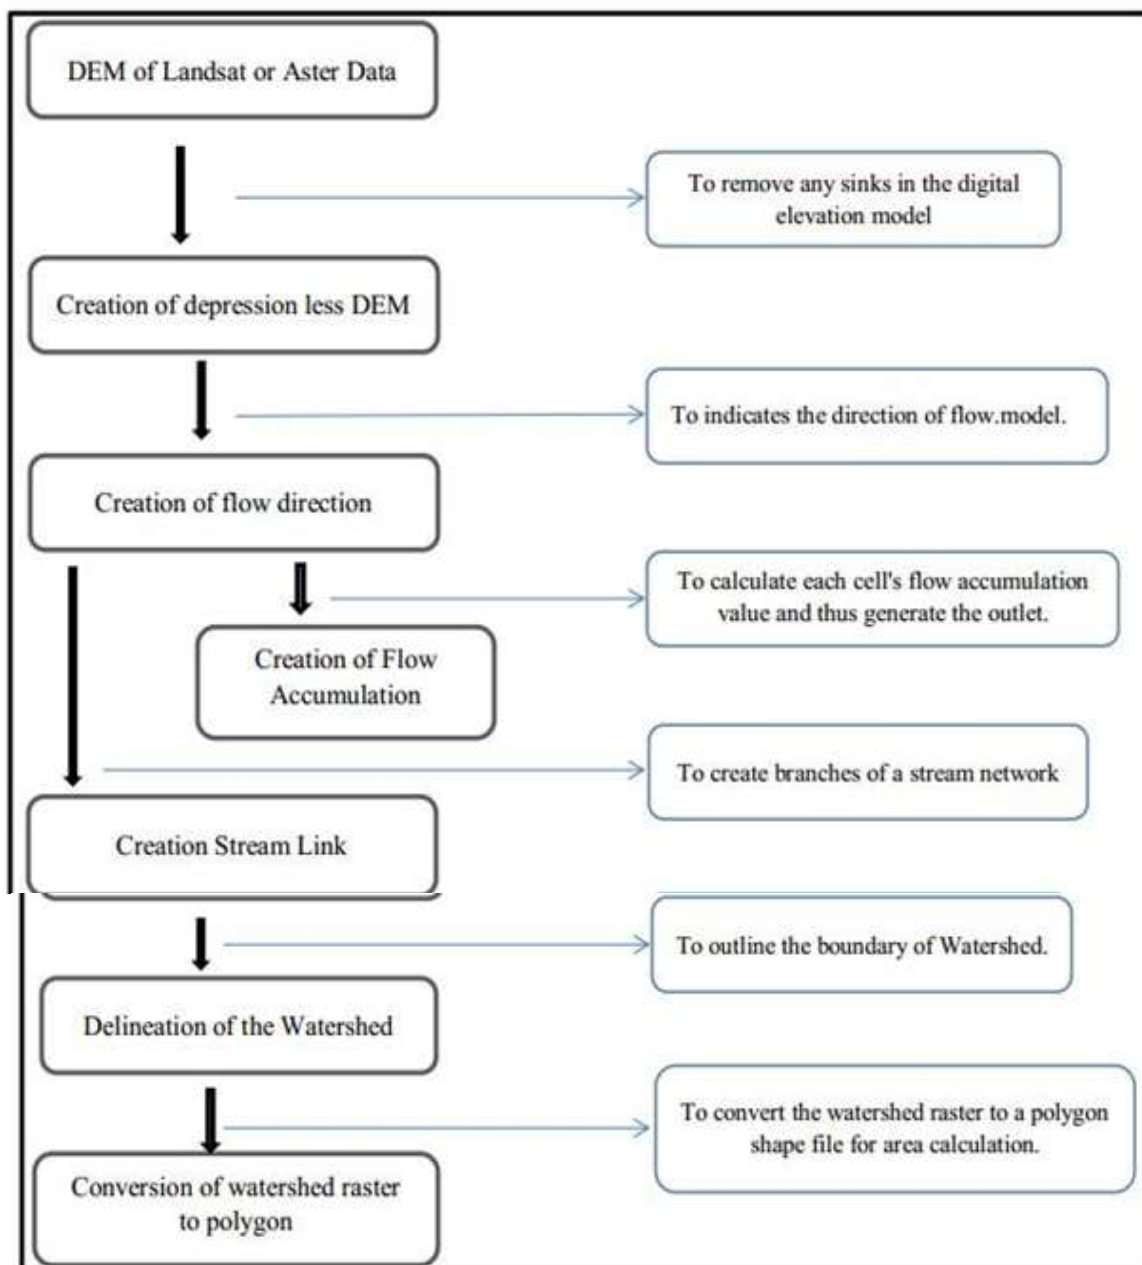 DEM of Landsat or Aster Data
To remove any sinks in the digital
elevation model
Creation of depression less DEM
To indicates the direction of flow.model.
Creation of flow direction
To calculate each cell's flow accumulation
value and thus generate the outlet.
Creation of Flow
Accumulation
To create branches of a stream network
Creation Stream Link
To outline the boundary of Watershed.
Delineation of the Watershed
To convert the watershed raster to a polygon
shape file for area calculation.
Conversion of watershed raster
to polygon